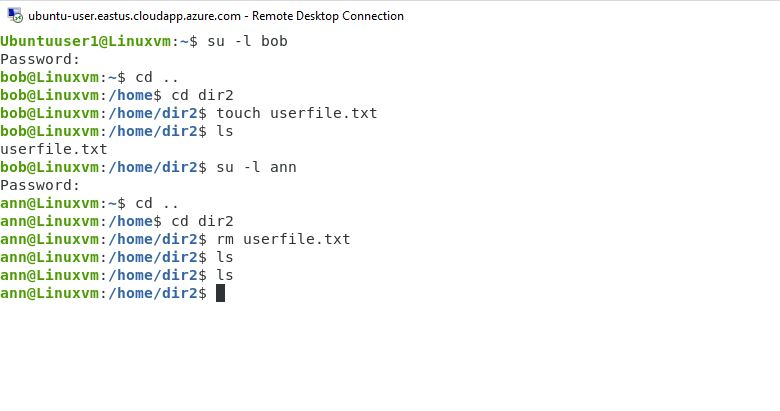 ubuntu-user.eastus.cloudapp.azure.com - Remote Desktop Connection
Ubuntuuser1@Linuxvm:~$ su -l bob
Password:
bob@Linuxvm:~$ cd ..
bob@Linuxvm:/home$ cd dir2
bob@Linuxvm:/home/dir2$ touch userfile.txt
bob@Linuxvm:/home/dir2$ ls
userfile.txt
bob@Linuxvm:/home/dir2$ su -l ann
Password:
ann@Linuxvm:~$ cd ..
ann@Linuxvm:/home$ cd dir2
ann@Linuxvm:/home/dir2$ rm userfile.txt
ann@Linuxvm:/home/dir2$ ls
ann@Linuxvm:/home/dir2$ ls
ann@Linuxvm:/home/dir2$